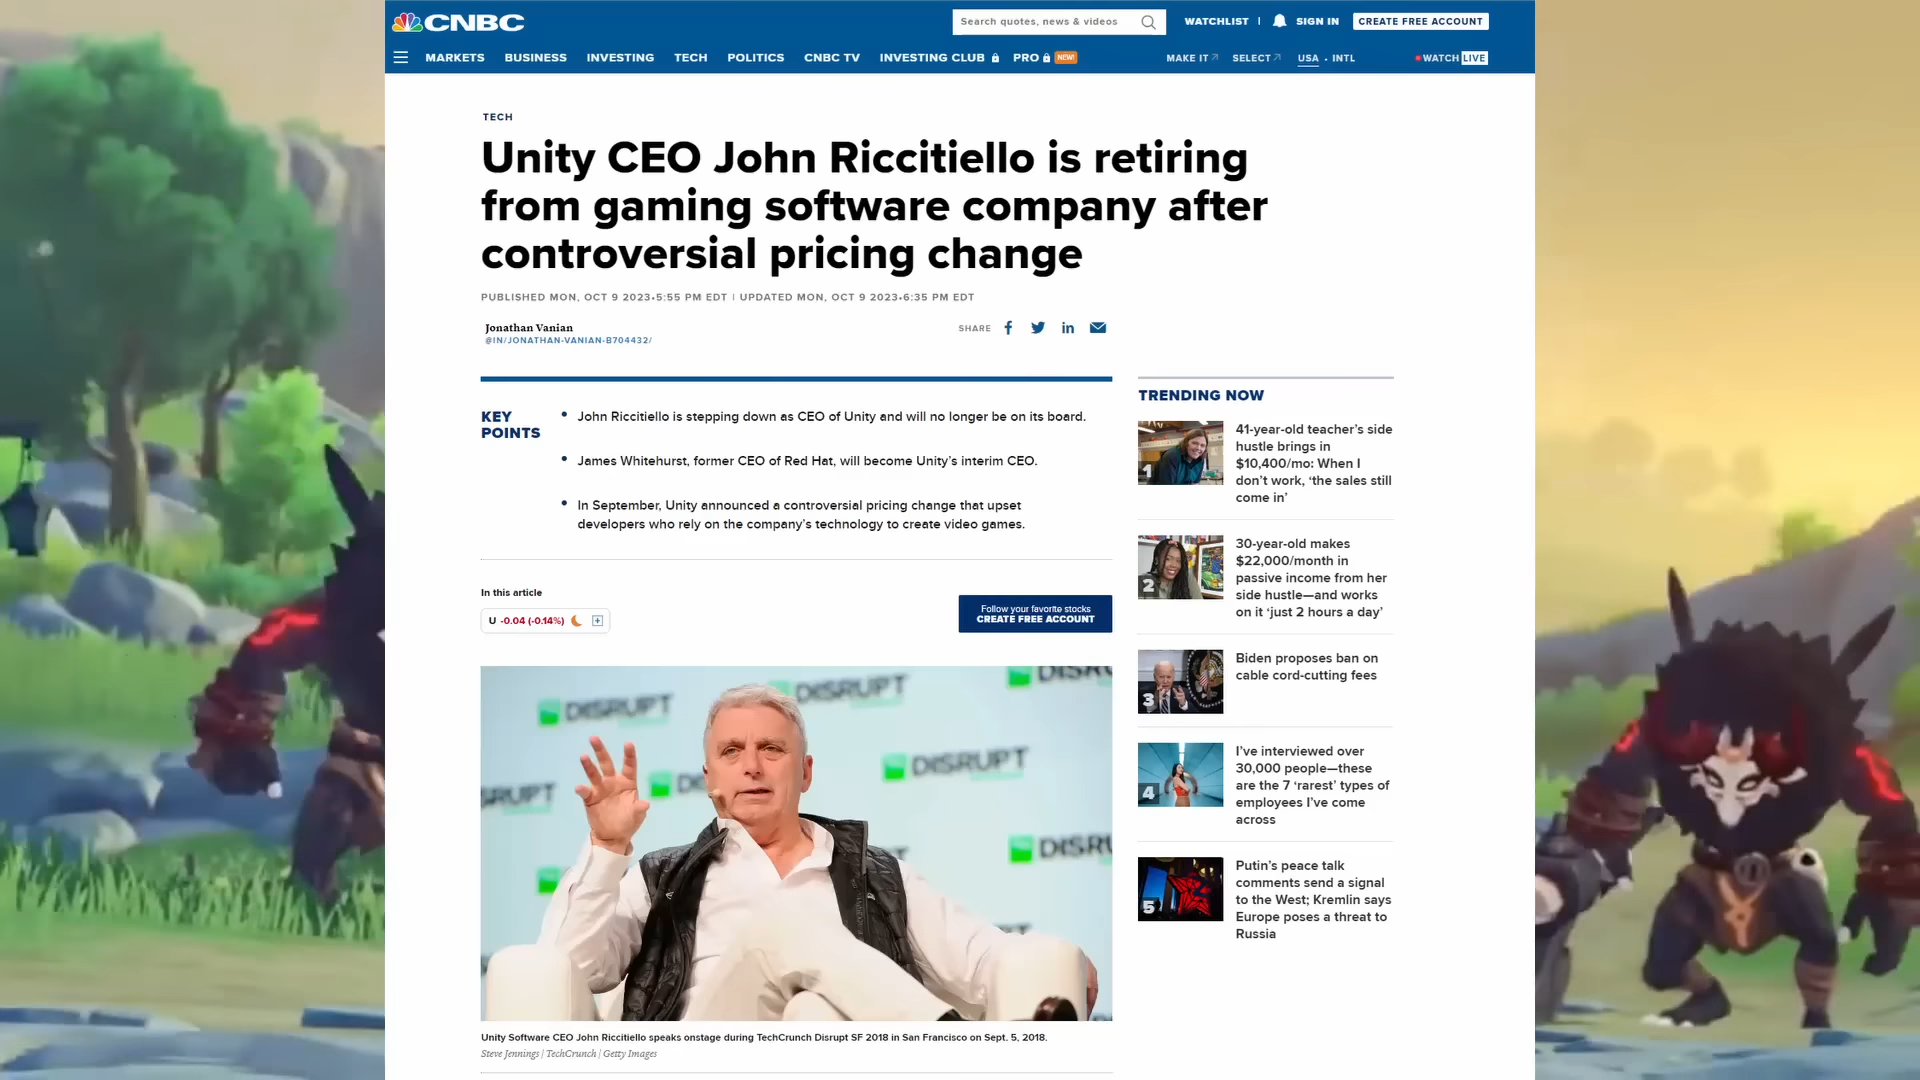 CNBC
Search quotes, news & videos
WATCHLIST | SIGN IN
CREATE FREE ACCOUNT
MARKETS BUSINESS INVESTING TECH POLITICS CNBC TV INVESTING CLUB PRO NEW!
MAKE IT SELECT USA • INTL WATCH LIVE
TECH
Unity CEO John Riccitiello is retiring
from gaming software company after
controversial pricing change
PUBLISHED MON, OCT 9 2023•5:55 PM EDT | UPDATED MON, OCT 9 2023•6:35 PM EDT
Jonathan Vanian
@IN/JONATHAN-VANIAN-B704432/
SHARE
KEY
POINTS
• John Riccitiello is stepping down as CEO of Unity and will no longer be on its board.
• James Whitehurst, former CEO of Red Hat, will become Unity’s interim CEO.
• In September, Unity announced a controversial pricing change that upset
developers who rely on the company’s technology to create video games.
In this article
U -0.04 (-0.14%)
Follow your favorite stocks
CREATE FREE ACCOUNT
DISRUPT
DISRUPT
DISRUPT
DISRUPT
Unity Software CEO John Riccitiello speaks onstage during TechCrunch Disrupt SF 2018 in San Francisco on Sept. 5, 2018.
Steve Jennings | TechCrunch | Getty Images
TRENDING NOW
1
41-year-old teacher’s side
hustle brings in
$10,400/mo: When I
don’t work, ‘the sales still
come in’
2
30-year-old makes
$22,000/month in
passive income from her
side hustle—and works
on it ‘just 2 hours a day’
3
Biden proposes ban on
cable cord-cutting fees
4
I’ve interviewed over
30,000 people—these
are the 7 ‘rarest’ types of
employees I’ve come
across
5
Putin’s peace talk
comments send a signal
to the West; Kremlin says
Europe poses a threat to
Russia